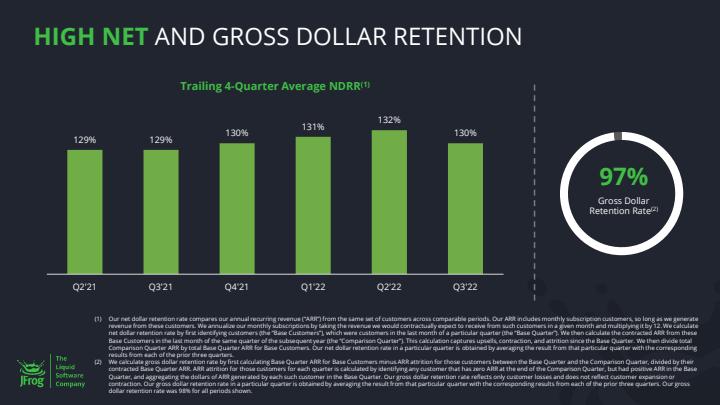 HIGH NET AND GROSS DOLLAR RETENTION
Trailing 4-Quarter Average NDRR(1)
129%
129%
130%
131%
132%
130%
Q2'21
Q3'21
Q4'21
Q1'22
Q2'22
Q3'22
97%
Gross Dollar
Retention Rate(2)
(1) Our net dollar retention rate compares our annual recurring revenue ("ARR") from the same set of customers across comparable periods. Our ARR includes monthly subscription customers, so long as we generate
revenue from these customers. We annualize our monthly subscriptions by taking the revenue we would contractually expect to receive from such customers in a given month and multiplying it by 12. We calculate
net dollar retention rate by first identifying customers (the "Base Customers"), which were customers in the last month of a particular quarter (the "Base Quarter"). We then calculate the contracted ARR from these
Base Customers in the last month of the same quarter of the subsequent year (the "Comparison Quarter"). This calculation captures upsells, contraction, and attrition since the Base Quarter. We then divide total
Comparison Quarter ARR by total Base Quarter ARR for Base Customers. Our net dollar retention rate in a particular quarter is obtained by averaging the result from that particular quarter with the corresponding
results from each of the prior three quarters.
(2) We calculate gross retention rate by first calculating Base Quarter ARR for Base Customers minus ARR attrition for those customers between the Base Quarter and the Comparison Quarter, divided by their
contracted Base Quarter ARR. ARR attrition for those customers for each quarter is calculated by identifying any customer that has zero ARR at the end of the Comparison Quarter, but had positive ARR in the Base
Quarter, and aggregating the dollars of ARR generated by each such customer in the Base Quarter. Our gross dollar retention rate reflects only customer losses and does not reflect customer expansion or
contraction. Our gross dollar retention rate in a particular quarter is obtained by averaging the result from that particular quarter with the corresponding results from each of the prior three quarters. Our gross
dollar retention rate was 98% for all periods shown.
JFrog
The
Liquid
Software
Company